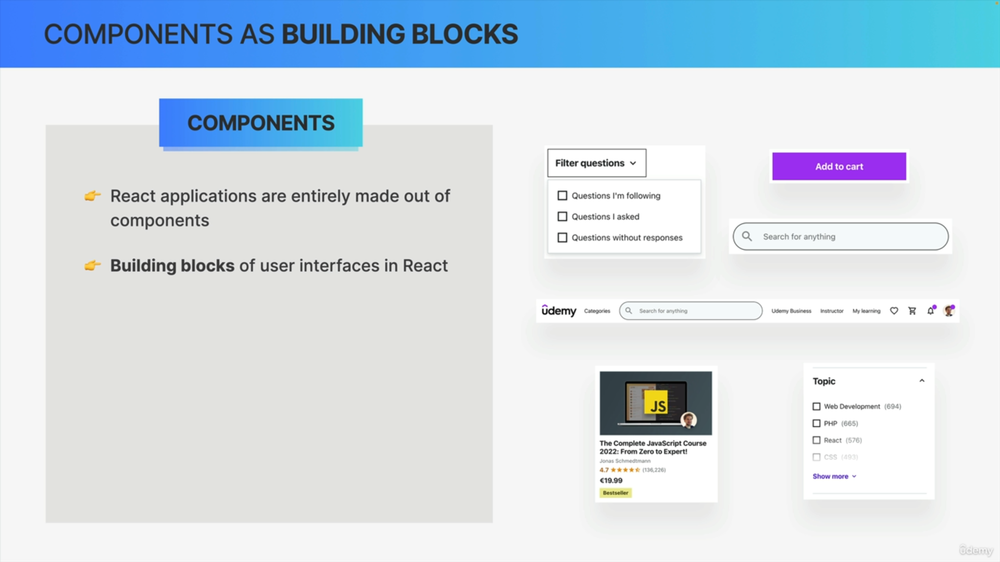 COMPONENTS AS BUILDING BLOCKS
COMPONENTS
👉 React applications are entirely made out of
components
👉 Building blocks of user interfaces in React
Filter questions
Questions I'm following
Questions I asked
Questions without responses
Add to cart
Search for anything
ûdemy Categories Search for anything Udemy Business Instructor My learning
JS
The Complete JavaScript Course
2022: From Zero to Expert!
Jonas Schmedtmann
4.7 (136,226)
€19.99
Bestseller
Topic
Web Development (694)
PHP (665)
React (576)
CSS (493)
Show more
ûdemy